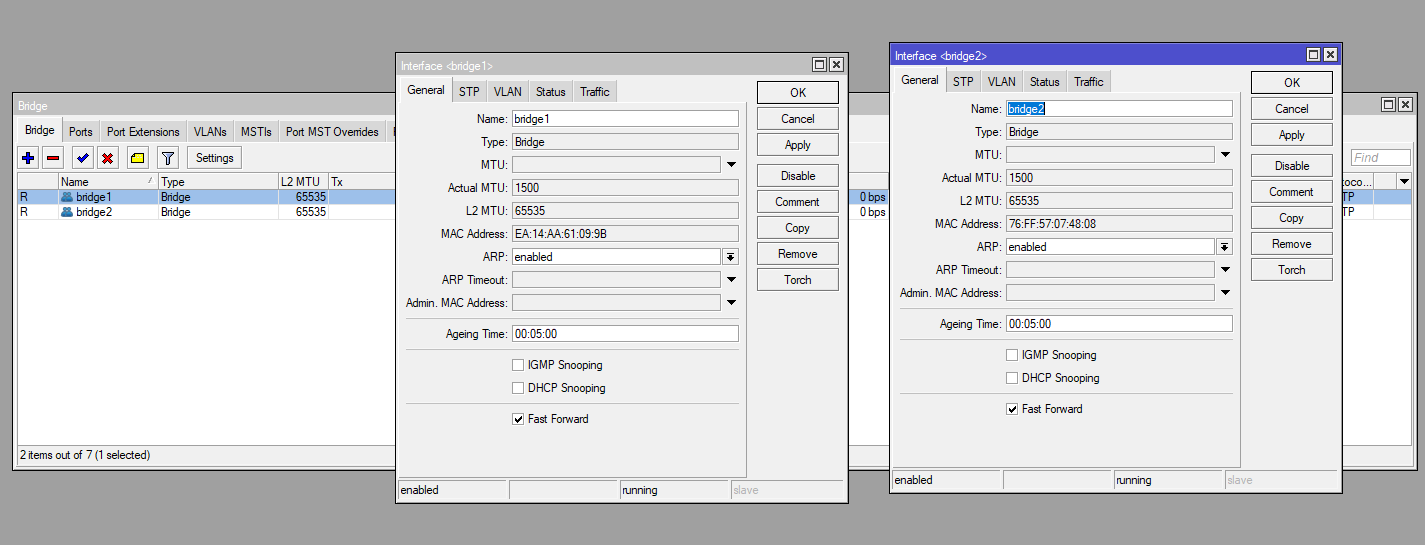 Bridge
Bridge Ports Port Extensions VLANs MSTIs Port MST Overrides
Settings
Find
Name Type L2 MTU Tx
R bridge1 Bridge 65535 0 bps TP
R bridge2 Bridge 65535 0 bps TP
2 items out of 7 (1 selected)
Interface <bridge1>
General STP VLAN Status Traffic
Name: bridge1
Type: Bridge
MTU:
Actual MTU: 1500
L2 MTU: 65535
MAC Address: EA:14:AA:61:09:9B
ARP: enabled
ARP Timeout:
Admin. MAC Address:
Ageing Time: 00:05:00
IGMP Snooping
DHCP Snooping
Fast Forward
OK
Cancel
Apply
Disable
Comment
Copy
Remove
Torch
enabled running slave
Interface <bridge2>
General STP VLAN Status Traffic
Name: bridge2
Type: Bridge
MTU:
Actual MTU: 1500
L2 MTU: 65535
MAC Address: 76:FF:57:07:48:08
ARP: enabled
ARP Timeout:
Admin. MAC Address:
Ageing Time: 00:05:00
IGMP Snooping
DHCP Snooping
Fast Forward
OK
Cancel
Apply
Disable
Comment
Copy
Remove
Torch
enabled running slave